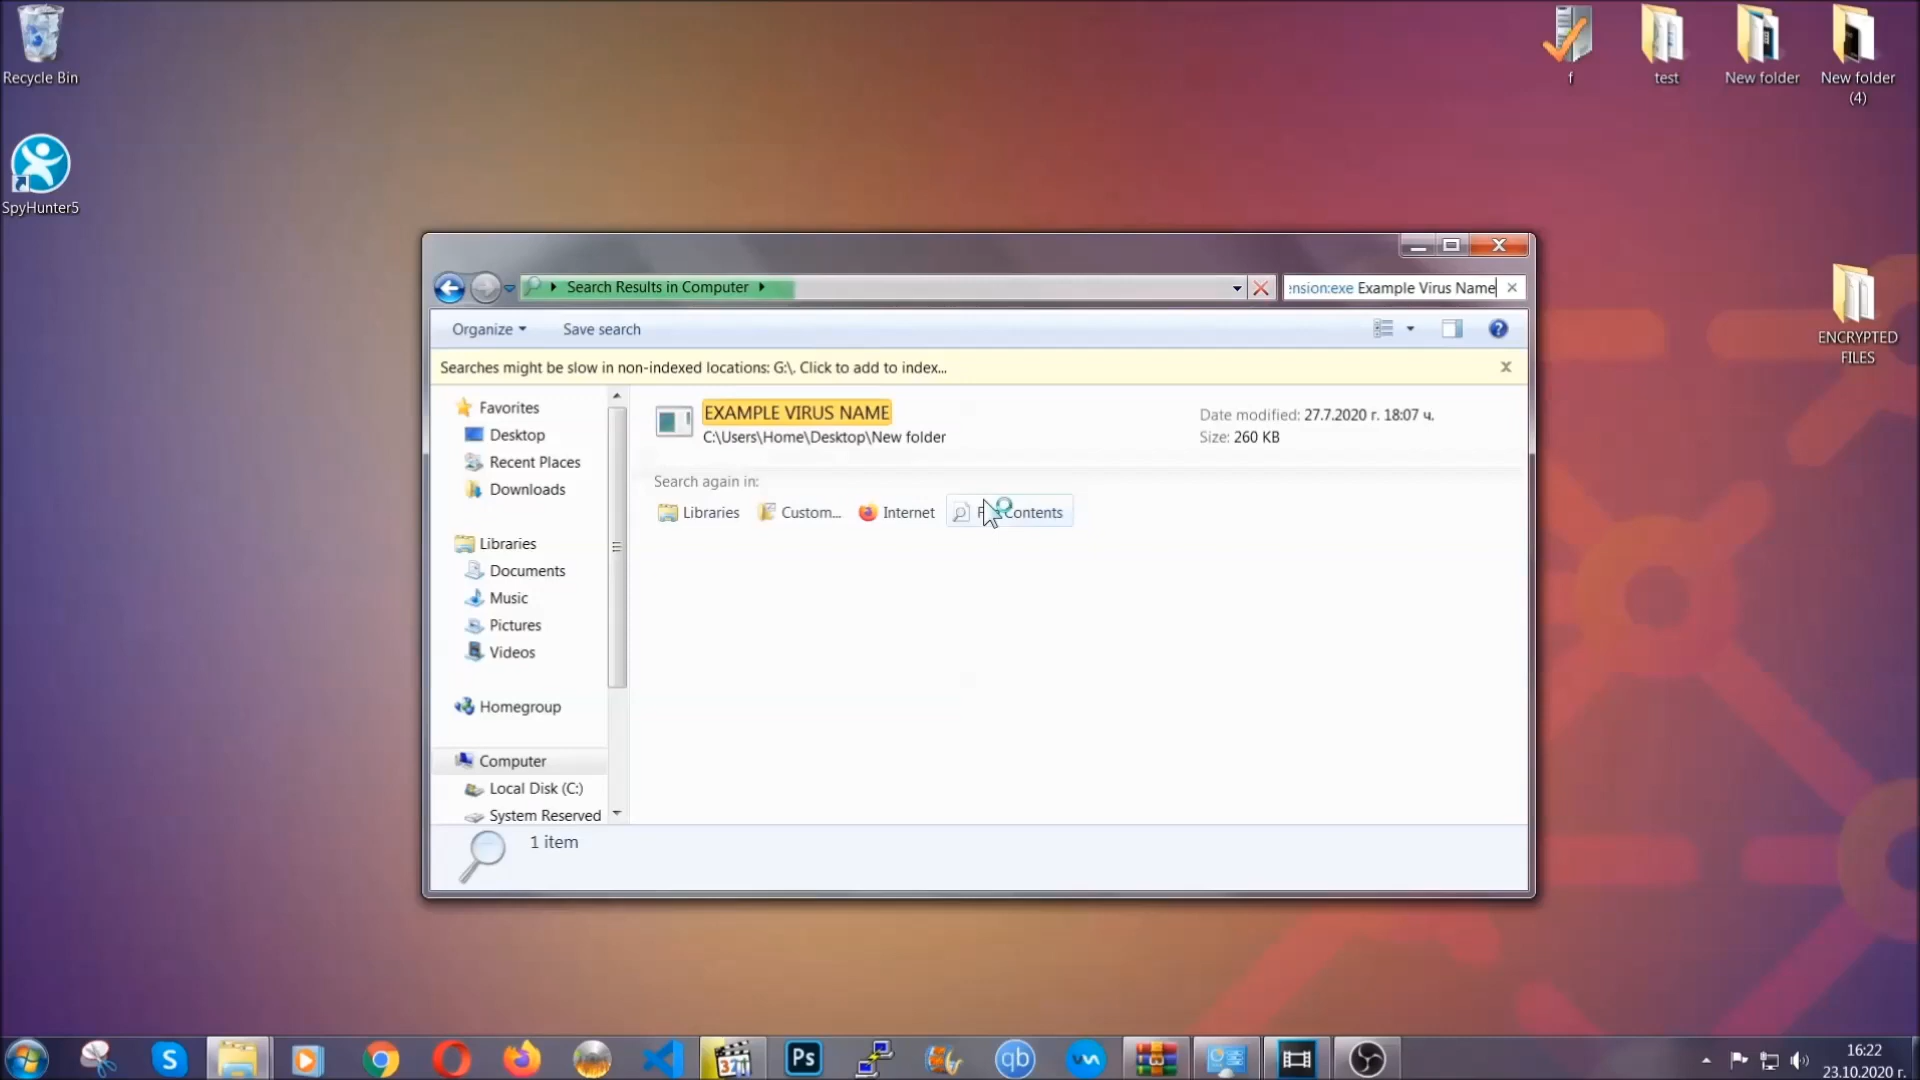 Recycle Bin
SpyHunter5
f
test
New folder
New folder
(4)
ENCRYPTED
FILES
Search Results in Computer
ension:exe Example Virus Name
Organize
Save search
Searches might be slow in non-indexed locations: G:\. Click to add to index...
Favorites
Desktop
Recent Places
Downloads
Libraries
Documents
Music
Pictures
Videos
Homegroup
Computer
Local Disk (C:)
System Reserved
EXAMPLE VIRUS NAME
C:\Users\Home\Desktop\New folder
Date modified: 27.7.2020 г. 18:07 ч.
Size: 260 KB
Search again in:
Libraries
Custom...
Internet
Contents
1 item
Ps
qb
16:22
23.10.2020 г.